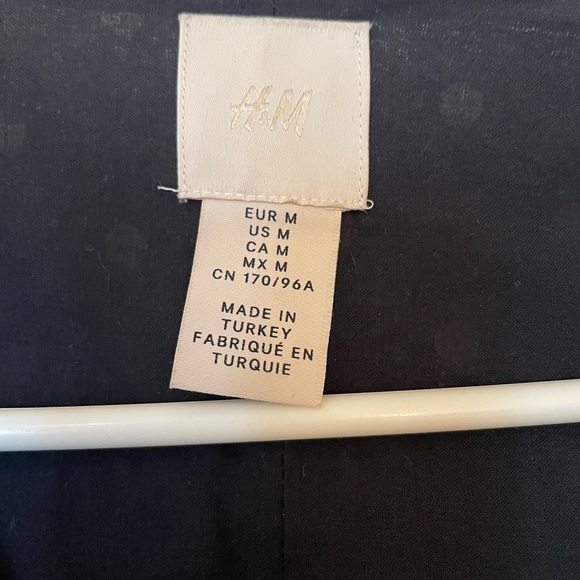 H&M
EUR M
US M
CA M
MX M
CN 170/96A
MADE IN
TURKEY
FABRIQUÉ EN
TURQUIE